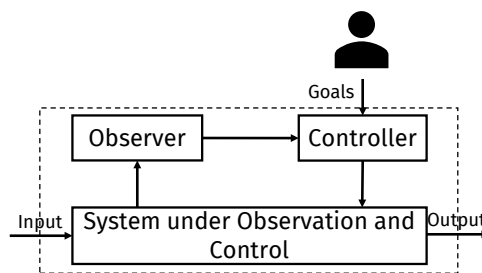 Goals
Observer
Controller
Input
System under Observation and
Control
Output